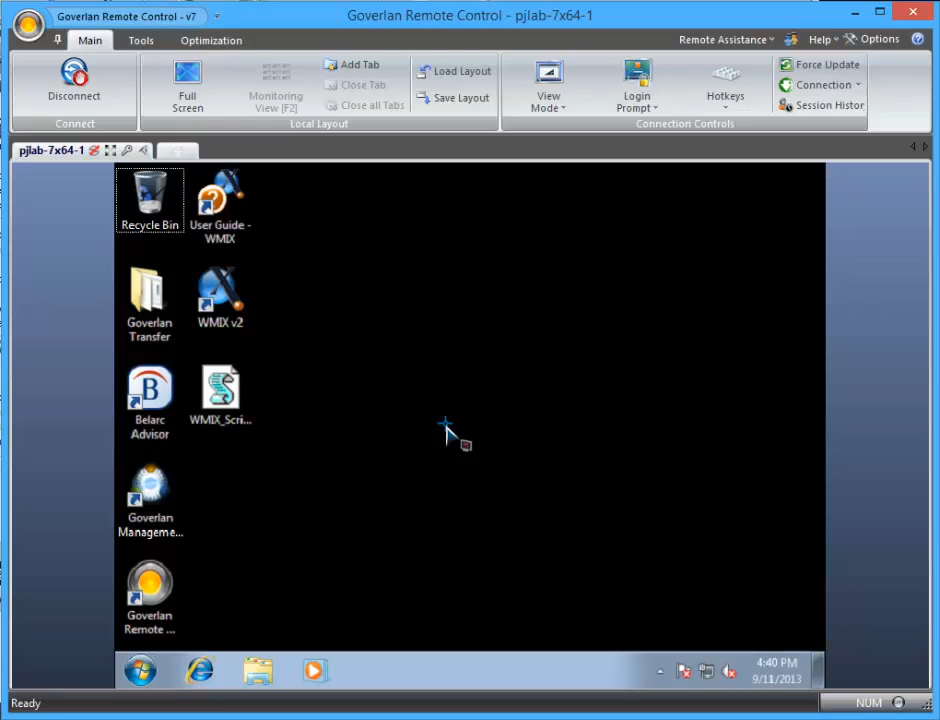 Goverlan Remote Control - v7
Goverlan Remote Control - pjlab-7x64-1
Main
Tools
Optimization
Remote Assistance
Help
Options
Disconnect
Connect
Full
Screen
Monitoring
View [F2]
Add Tab
Close Tab
Close all Tabs
Load Layout
Save Layout
Local Layout
View
Mode
Login
Prompt
Hotkeys
Force Update
Connection
Session Histor
Connection Controls
pjlab-7x64-1
Recycle Bin
User Guide -
WMIX
Goverlan
Transfer
WMIX v2
Belarc
Advisor
WMIX_Scri...
Goverlan
Manageme...
Goverlan
Remote ...
4:40 PM
9/11/2013
Ready
NUM